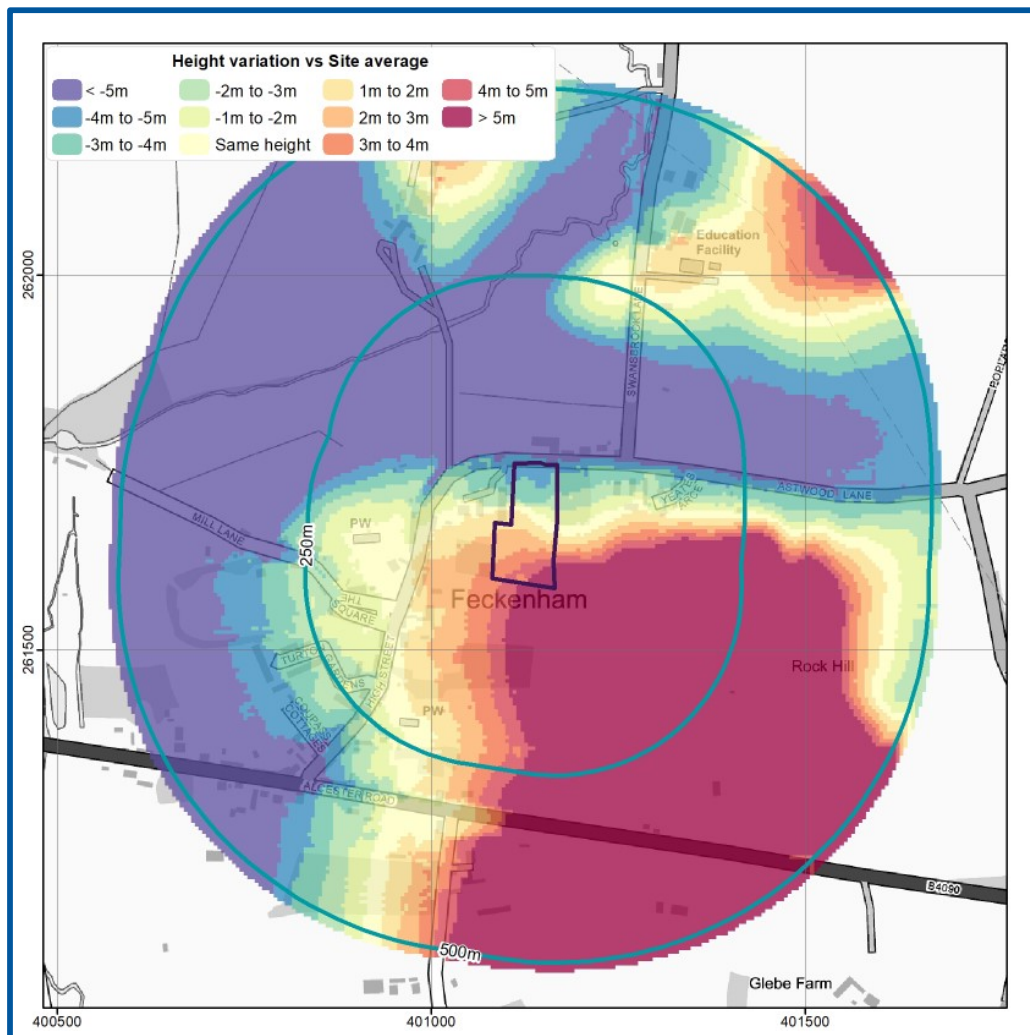 Height variation vs Site average
< -5m
-4m to -5m
-3m to -4m
-2m to -3m
-1m to -2m
Same height
1m to 2m
2m to 3m
3m to 4m
4m to 5m
> 5m
Education
Facility
262000
SWANSBROOK LANE
ASTWOOD LANE
YEATES
MILL LANE
PW
250m
THE
SQUARE
Feckenham
261500
HIGH STREET
Rock Hill
PW
COTTAGES
ALCESTER ROAD
B4090
500m
Glebe Farm
400500
401000
401500